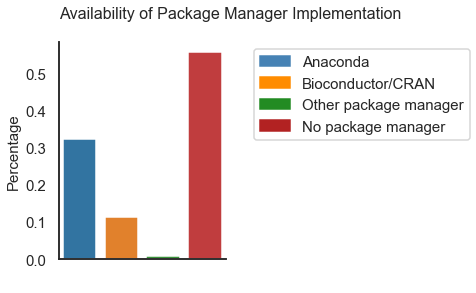 Availability of Package Manager Implementation
Percentage
0.5
0.4
0.3
0.2
0.1
0.0
Anaconda
Bioconductor/CRAN
Other package manager
No package manager